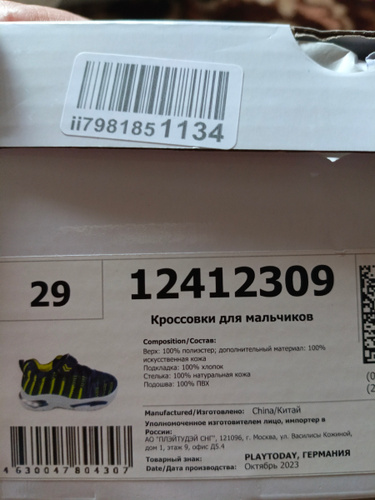 ii7981851134
29
12412309
Кроссовки для мальчиков
Composition/Состав:
Верх: 100% полиэстер; дополнительный материал: 100%
искусственная кожа
Подкладка: 100% хлопок
Стелька: 100% натуральная кожа
Подошва: 100% ПВХ
Manufactured/Изготовлено: China/Китай
Уполномоченное изготовителем лицо, импортер в
России:
АО "ПЛЭЙТУДЭЙ СНГ", 121096, г. Москва, ул. Василисы Кожиной,
дом 1, этаж 9, офис Д4
Товарный знак: PLAYTODAY, ГЕРМАНИЯ
Date/Дата производства: Октябрь 2023
4630047804307